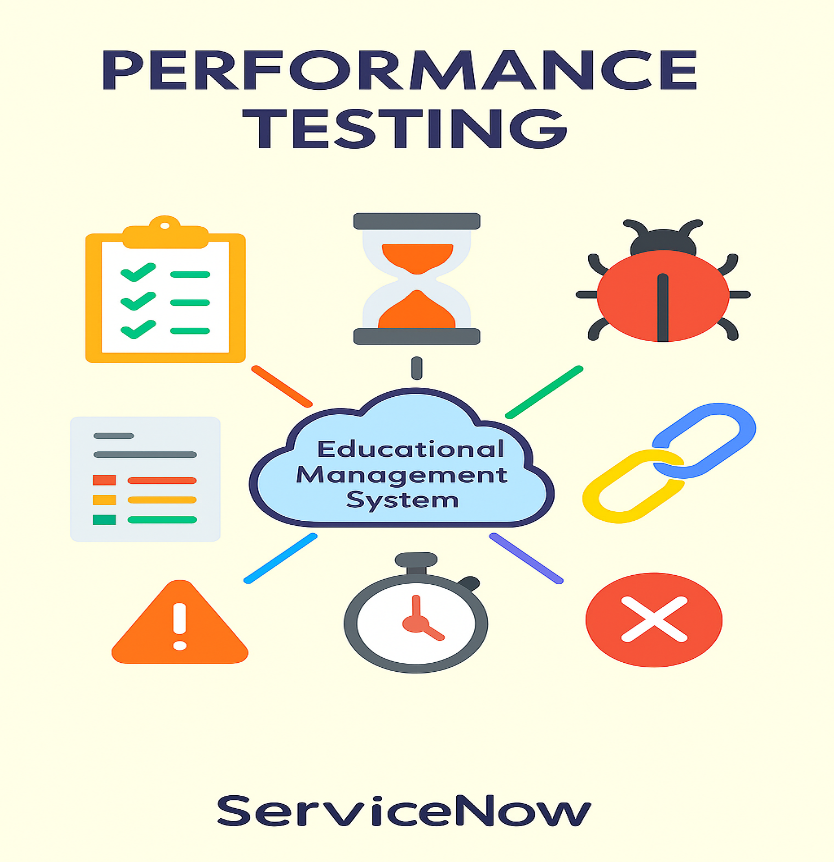 PERFORMANCE
TESTING
Educational
Management
System
ServiceNow